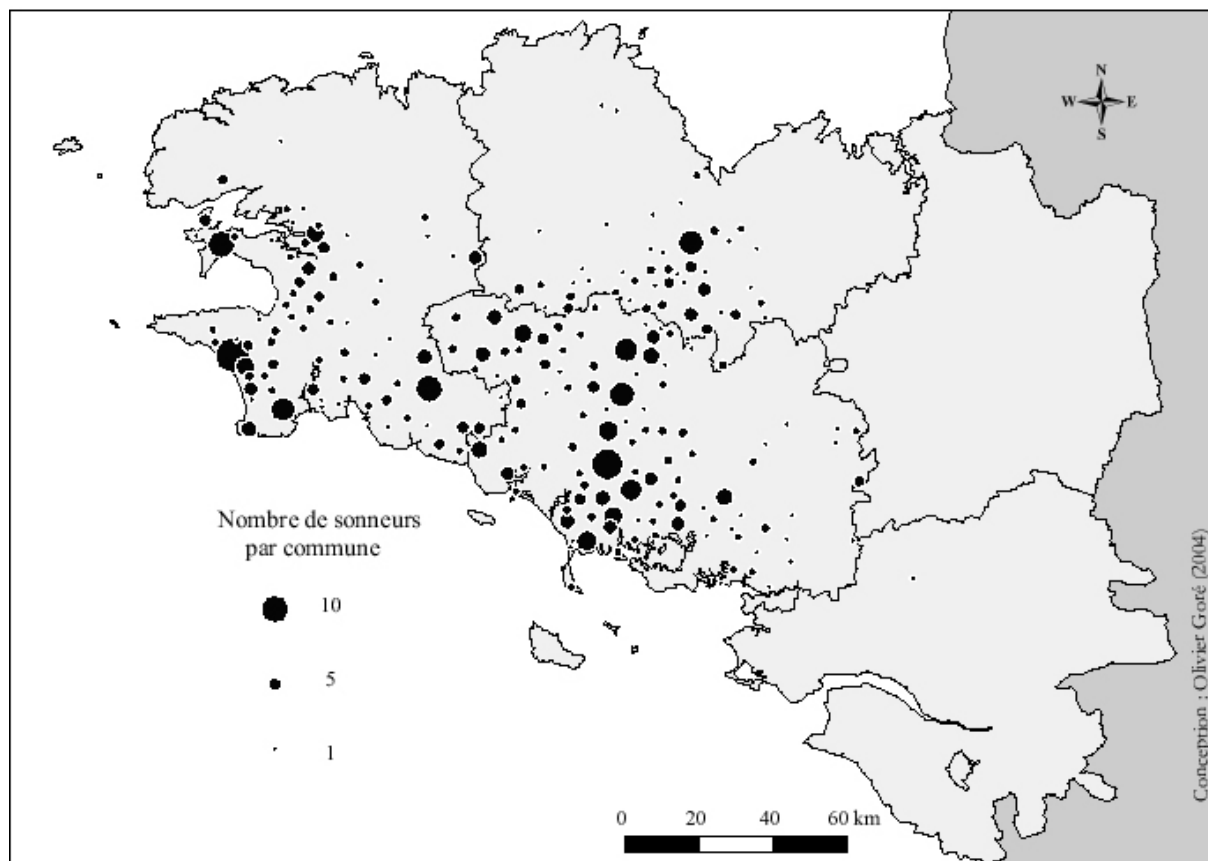 N
W E
S
Nombre de sonneurs
par commune
10
5
1
0 20 40 60 km
Conception : Olivier Goré (2004)